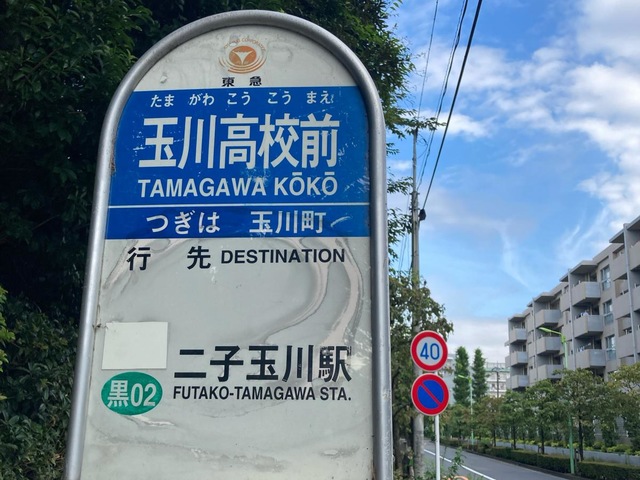 東急
たま がわ こう こう まえ
玉川高校前
TAMAGAWA KŌKŌ
つぎは 玉川町
行 先 DESTINATION
二子玉川駅
黒02 FUTAKO-TAMAGAWA STA.
40